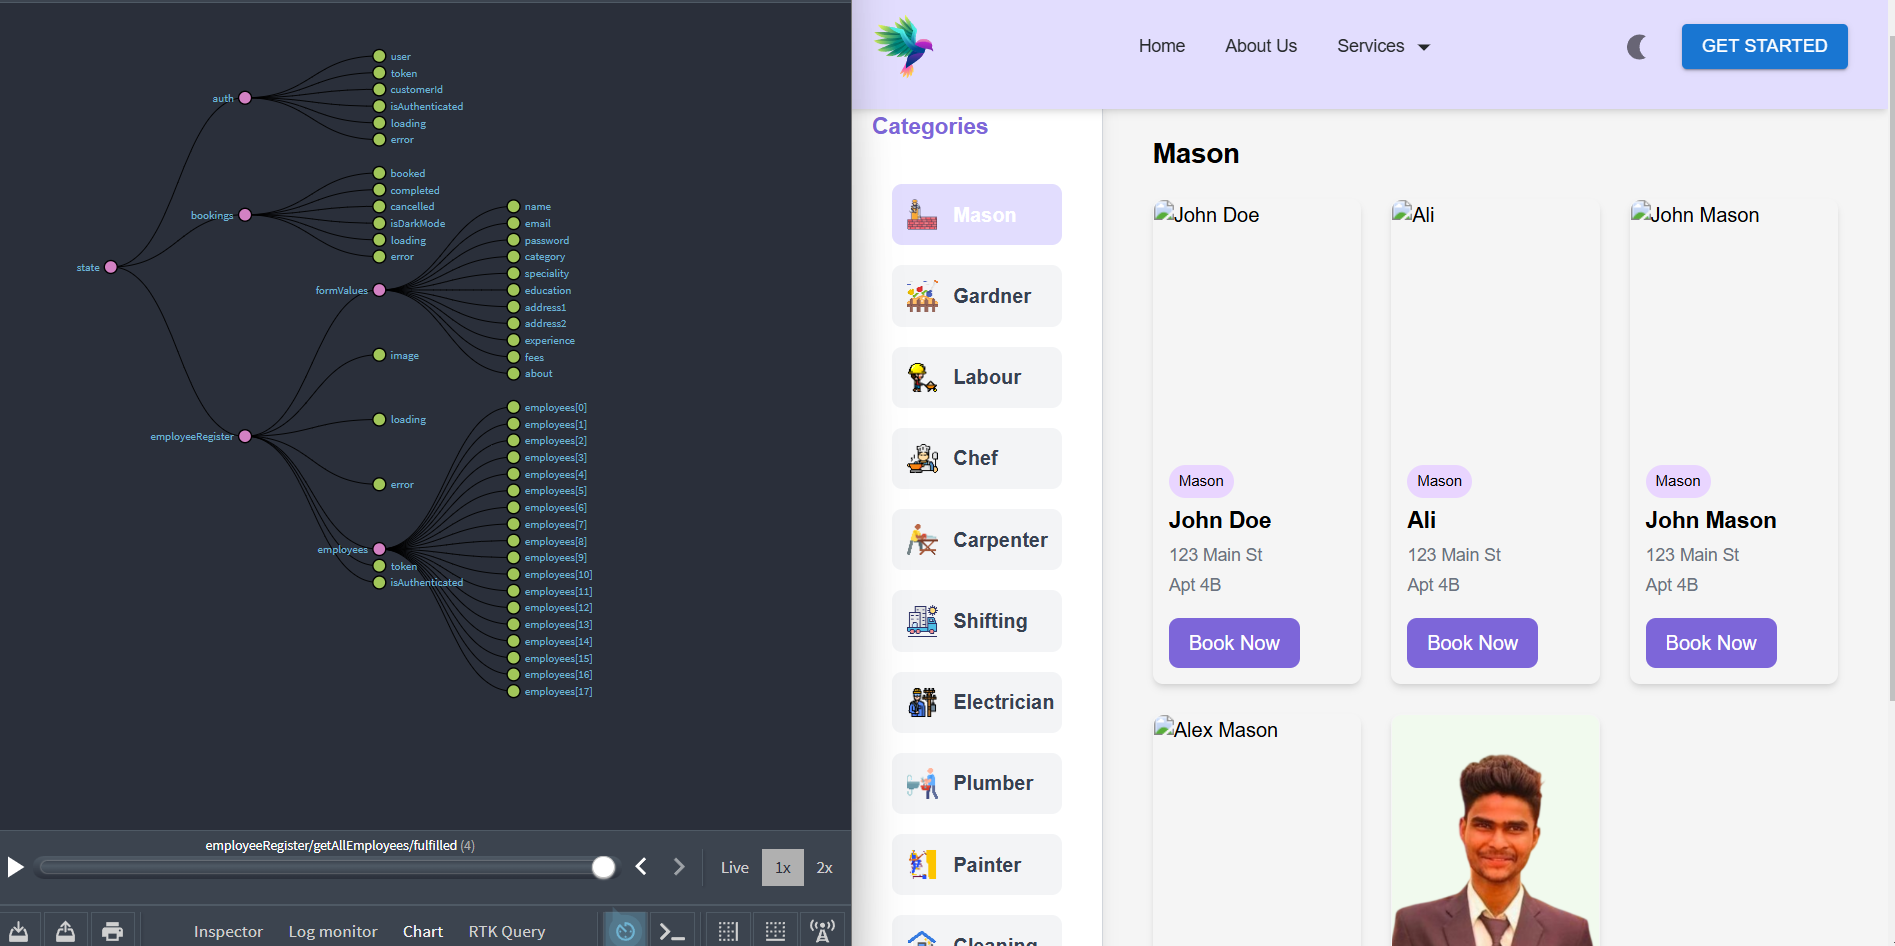 user
token
auth
customerId
isAuthenticated
loading
error
booked
completed
cancelled
bookings
isDarkMode
loading
error
state
name
email
password
category
speciality
formValues
education
address1
address2
experience
fees
about
image
loading
employeeRegister
error
employees
token
isAuthenticated
employees[0]
employees[1]
employees[2]
employees[3]
employees[4]
employees[5]
employees[6]
employees[7]
employees[8]
employees[9]
employees[10]
employees[11]
employees[12]
employees[13]
employees[14]
employees[15]
employees[16]
employees[17]
employeeRegister/getAllEmployees/fulfilled (4)
Live 1x 2x
Inspector Log monitor Chart RTK Query
Home About Us Services GET STARTED
Categories
Mason
Gardner
Labour
Chef
Carpenter
Shifting
Electrician
Plumber
Painter
Cleaning
Mason
John Doe
Mason
John Doe
123 Main St
Apt 4B
Book Now
Ali
Mason
Ali
123 Main St
Apt 4B
Book Now
John Mason
Mason
John Mason
123 Main St
Apt 4B
Book Now
Alex Mason